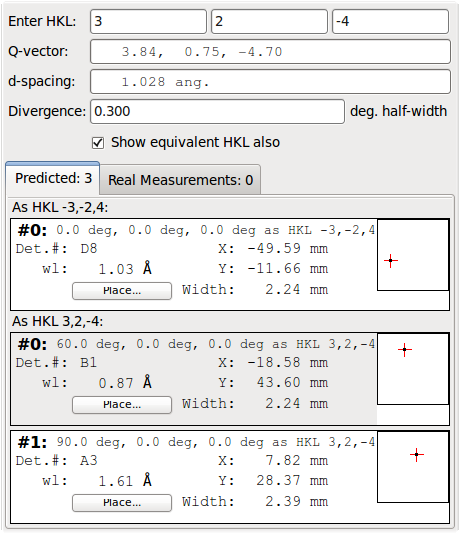 Enter HKL: 3 2 -4
Q-vector: 3.84, 0.75, -4.70
d-spacing: 1.028 ang.
Divergence: 0.300 deg. half-width
Show equivalent HKL also
Predicted: 3 Real Measurements: 0
As HKL -3,-2,4:
#0: 0.0 deg, 0.0 deg, 0.0 deg as HKL -3,-2,4
Det.#: D8 X: -49.59 mm
wl: 1.03 Å Y: -11.66 mm
Place... Width: 2.24 mm
As HKL 3,2,-4:
#0: 60.0 deg, 0.0 deg, 0.0 deg as HKL 3,2,-4
Det.#: B1 X: -18.58 mm
wl: 0.87 Å Y: 43.60 mm
Place... Width: 2.24 mm
#1: 90.0 deg, 0.0 deg, 0.0 deg as HKL 3,2,-4
Det.#: A3 X: 7.82 mm
wl: 1.61 Å Y: 28.37 mm
Place... Width: 2.39 mm